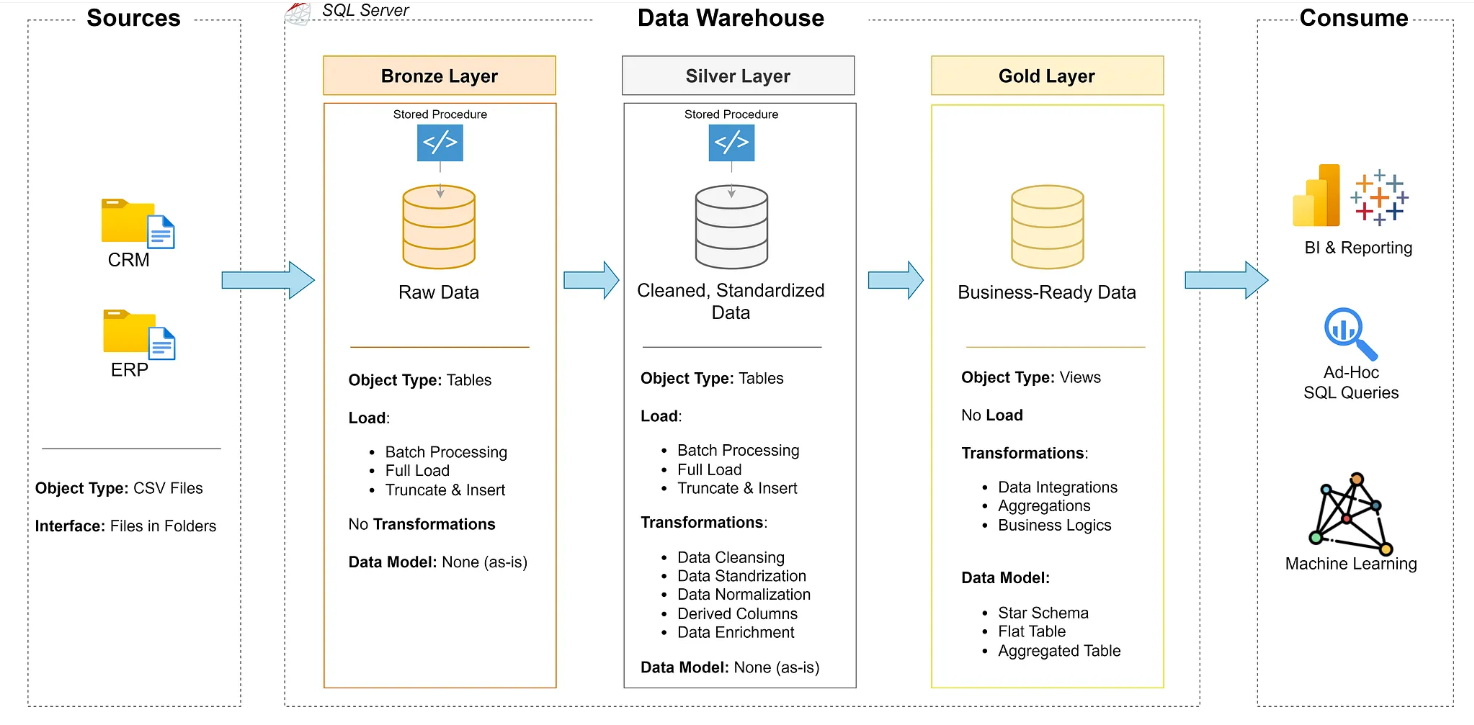 Sources
CRM
ERP
Object Type: CSV Files
Interface: Files in Folders
SQL Server
Data Warehouse
Bronze Layer
Stored Procedure
</>
Raw Data
Object Type: Tables
Load:
• Batch Processing
• Full Load
• Truncate & Insert
No Transformations
Data Model: None (as-is)
Silver Layer
Stored Procedure
</>
Cleaned, Standardized
Data
Object Type: Tables
Load:
• Batch Processing
• Full Load
• Truncate & Insert
Transformations:
• Data Cleansing
• Data Standrization
• Data Normalization
• Derived Columns
• Data Enrichment
Data Model: None (as-is)
Gold Layer
Business-Ready Data
Object Type: Views
No Load
Transformations:
• Data Integrations
• Aggregations
• Business Logics
Data Model:
• Star Schema
• Flat Table
• Aggregated Table
Consume
BI & Reporting
Ad-Hoc
SQL Queries
Machine Learning